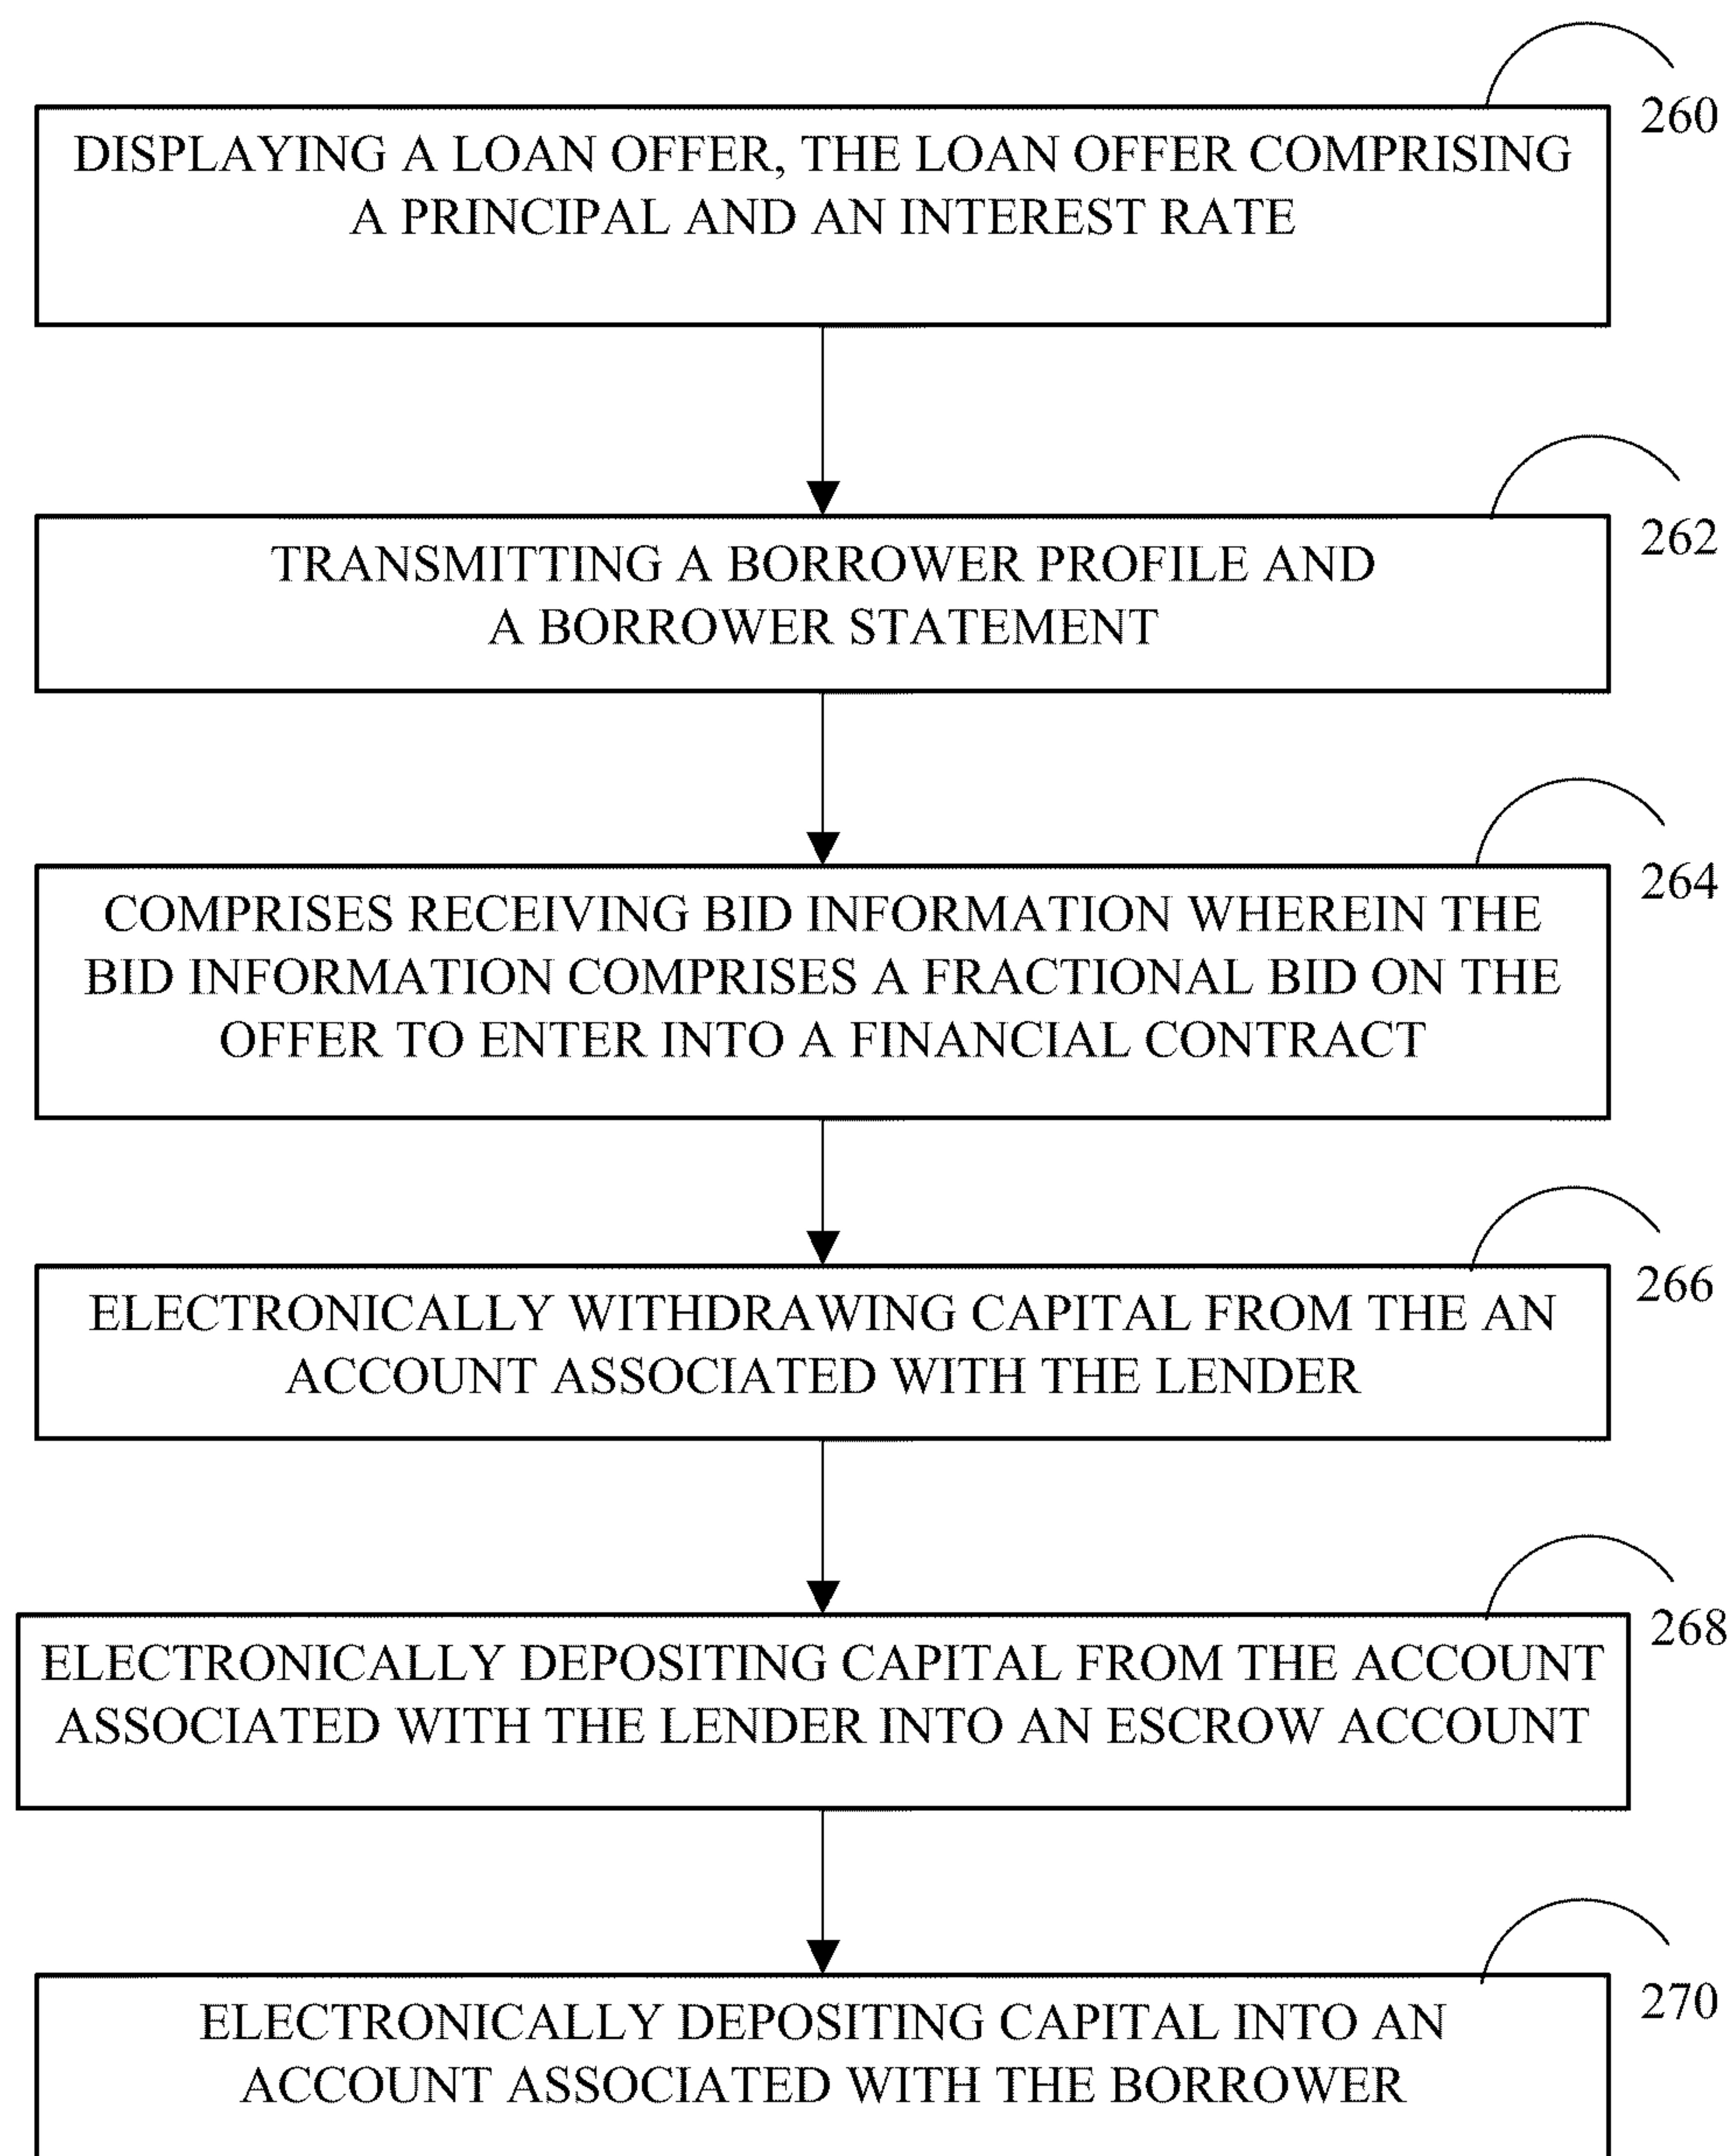 260
DISPLAYING A LOAN OFFER, THE LOAN OFFER COMPRISING
A PRINCIPAL AND AN INTEREST RATE
262
TRANSMITTING A BORROWER PROFILE AND
A BORROWER STATEMENT
264
COMPRISES RECEIVING BID INFORMATION WHEREIN THE
BID INFORMATION COMPRISES A FRACTIONAL BID ON THE
OFFER TO ENTER INTO A FINANCIAL CONTRACT
266
ELECTRONICALLY WITHDRAWING CAPITAL FROM THE AN
ACCOUNT ASSOCIATED WITH THE LENDER
268
ELECTRONICALLY DEPOSITING CAPITAL FROM THE ACCOUNT
ASSOCIATED WITH THE LENDER INTO AN ESCROW ACCOUNT
270
ELECTRONICALLY DEPOSITING CAPITAL INTO AN
ACCOUNT ASSOCIATED WITH THE BORROWER